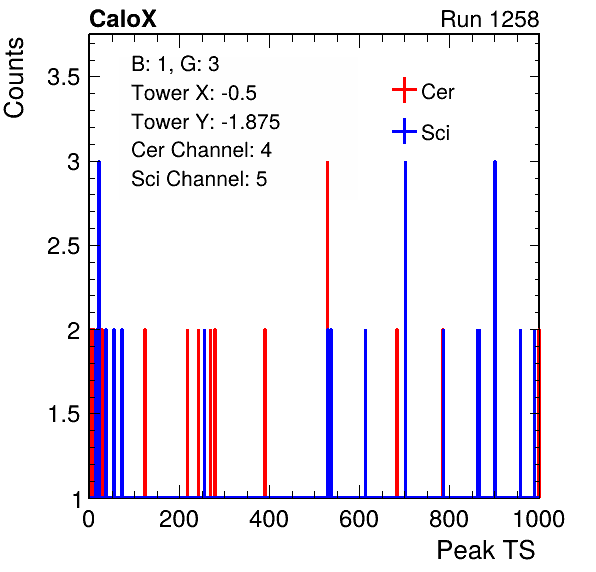 CaloX Run 1258
Counts
B: 1, G: 3
Tower X: -0.5
Tower Y: -1.875
Cer Channel: 4
Sci Channel: 5
Cer
Sci
3.5
3
2.5
2
1.5
1
0 200 400 600 800 1000
Peak TS